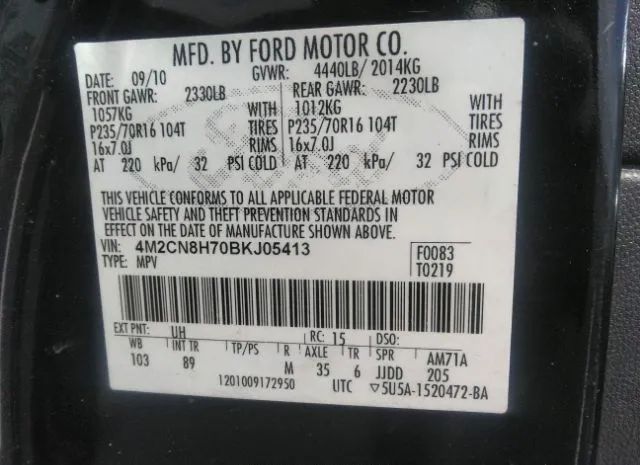 MFD. BY FORD MOTOR CO.
DATE: 09/10 GVWR: 4440LB/ 2014KG
FRONT GAWR: 2330LB REAR GAWR: 2230LB
1057KG WITH 1012KG WITH
P235/70R16 104T TIRES P235/70R16 104T TIRES
16x7.0J RIMS 16x7.0J RIMS
AT 220 kPa/ 32 PSI COLD AT 220 kPa/ 32 PSI COLD
THIS VEHICLE CONFORMS TO ALL APPLICABLE FEDERAL MOTOR
VEHICLE SAFETY AND THEFT PREVENTION STANDARDS IN
EFFECT ON THE DATE OF MANUFACTURE SHOWN ABOVE.
VIN: 4M2CN8H70BKJ05413 F0083
TYPE: MPV T0219
EXT PNT: UH RC: 15 DSO:
WB INT TR TP/PS R AXLE TR SPR AM71A
103 89 M 35 6 JJDD 205
1201009172950 UTC ▽5U5A-1520472-BA